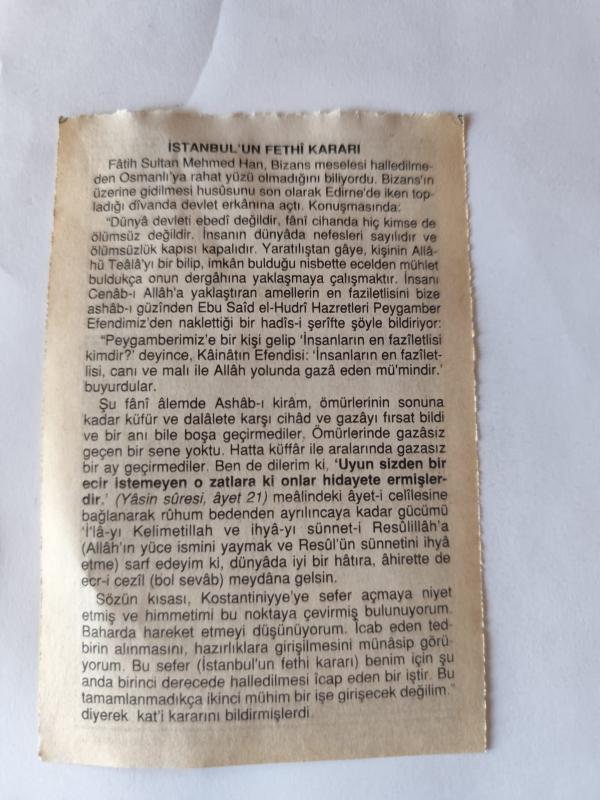 İSTANBUL'UN FETHİ KARARI
Fâtih Sultan Mehmed Han, Bizans meselesi halledilme-
den Osmanlı'ya rahat yüzü olmadığını biliyordu. Bizans'ın
üzerine gidilmesi husûsunu son olarak Edirne'de iken top-
ladığı dîvanda devlet erkânına açtı. Konuşmasında:
"Dünyâ devleti ebedî değildir, fânî cihanda hiç kimse de
ölümsüz değildir. İnsanın dünyâda nefesleri sayılıdır ve
ölümsüzlük kapısı kapalıdır. Yaratılıştan gâye, kişinin Allâ-
hü Teâlâ'yı bir bilip, imkân bulduğu nisbette ecelden mühlet
buldukça onun dergâhına yaklaşmaya çalışmaktır. İnsanı
Cenâb-ı Allâh'a yaklaştıran amellerin en faziletlisini bize
ashâb-ı güzînden Ebu Saîd el-Hudrî Hazretleri Peygamber
Efendimiz'den naklettiği bir hadîs-i şerîfte şöyle bildiriyor:
"Peygamberimiz'e bir kişi gelip 'İnsanların en fazîletlisi
kimdir?' deyince, Kâinâtın Efendisi: 'İnsanların en fazîlet-
lisi, canı ve malı ile Allâh yolunda gazâ eden mü'mindir.'
buyurdular.
Şu fânî âlemde Ashâb-ı kirâm, ömürlerinin sonuna
kadar küfür ve dalâlete karşı cihâd ve gazâyı fırsat bildi
ve bir anı bile boşa geçirmediler. Ömürlerinde gazâsız
geçen bir sene yoktu. Hatta küffâr ile aralarında gazasız
bir ay geçirmediler. Ben de dilerim ki, 'Uyun sizden bir
ecir istemeyen o zatlara ki onlar hidayete ermişler-
dir.' (Yâsin sûresi, âyet 21) meâlindeki âyet-i celîlesine
bağlanarak rûhum bedenden ayrılıncaya kadar gücümü
'İ'lâ-yı Kelimetillah ve ihyâ-yı sünnet-i Resûlillâh'a
(Allâh'ın yüce ismini yaymak ve Resûl'ün sünnetini ihyâ
etme) sarf edeyim ki, dünyâda iyi bir hâtıra, âhirette de
ecr-i cezîl (bol sevâb) meydâna gelsin.
Sözün kısası, Kostantiniyye'ye sefer açmaya niyet
etmiş ve himmetimi bu noktaya çevirmiş bulunuyorum.
Baharda hareket etmeyi düşünüyorum. İcab eden ted-
birin alınmasını, hazırlıklara girişilmesini münâsip görü-
yorum. Bu sefer (İstanbul'un fethi kararı) benim için şu
anda birinci derecede halledilmesi îcap eden bir iştir. Bu
tamamlanmadıkça ikinci mühim bir işe girişecek değilim."
diyerek kat'i kararını bildirmişlerdi.